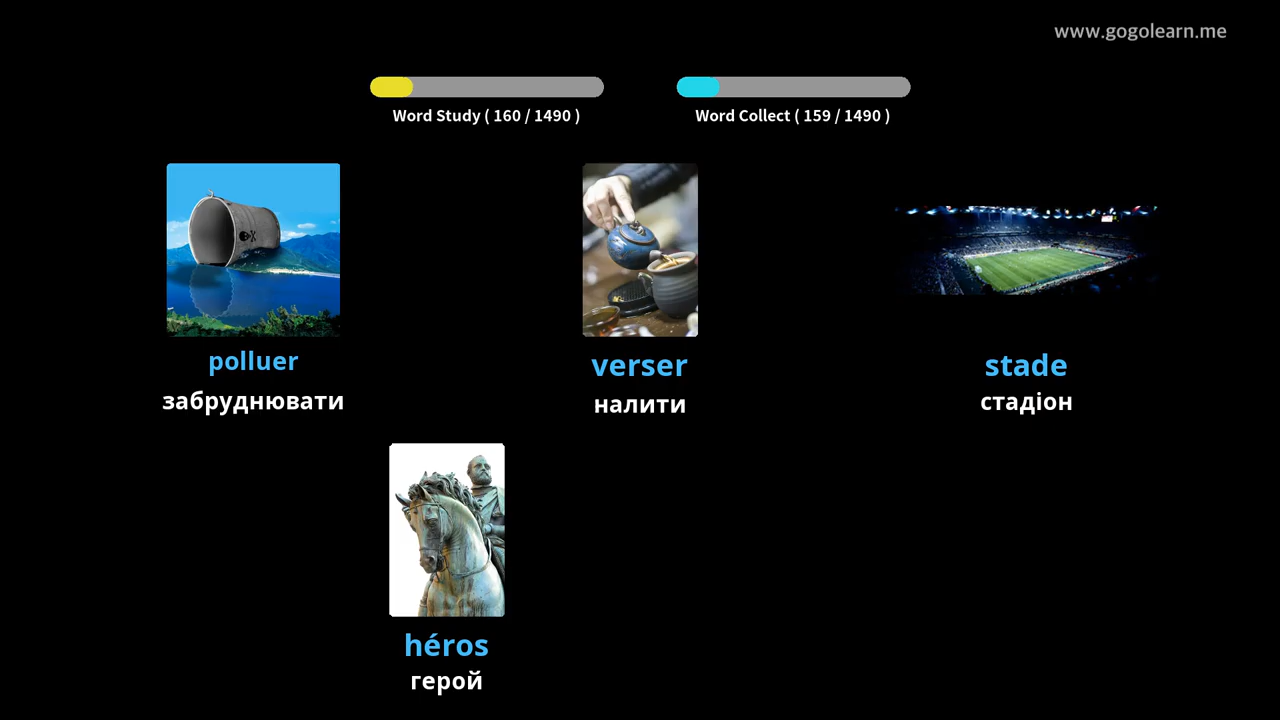 www.gogolearn.me
Word Study ( 160 / 1490 )
Word Collect ( 159 / 1490 )
polluer
забруднювати
verser
налити
stade
стадіон
héros
герой